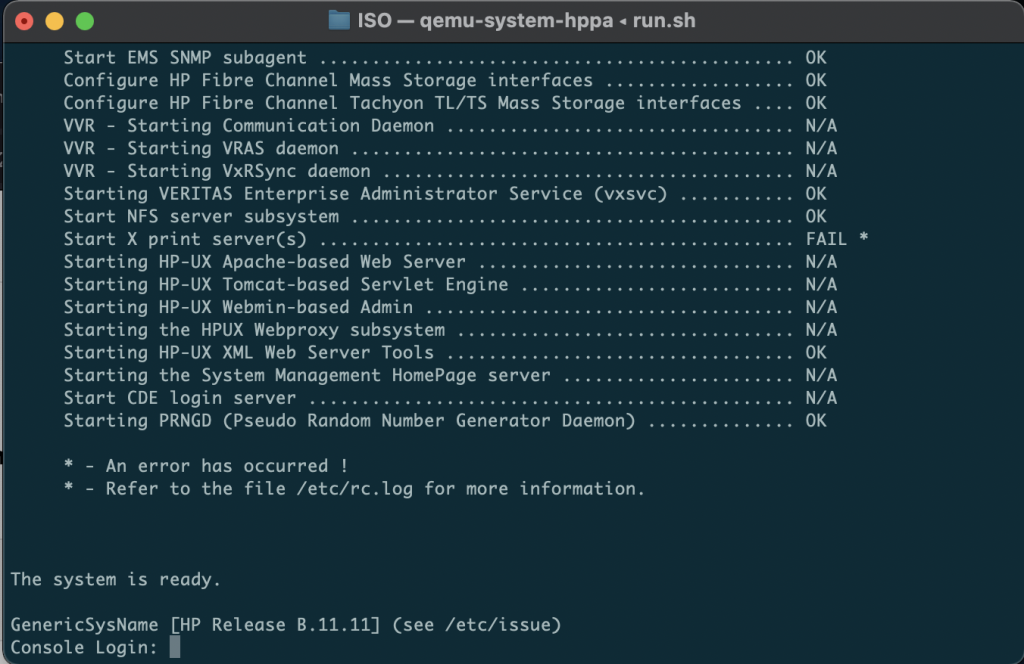 ISO — qemu-system-hppa ◂ run.sh
Start EMS SNMP subagent ............................................. OK
Configure HP Fibre Channel Mass Storage interfaces .................. OK
Configure HP Fibre Channel Tachyon TL/TS Mass Storage interfaces .... OK
VVR - Starting Communication Daemon ................................. N/A
VVR - Starting VRAS daemon .......................................... N/A
VVR - Starting VxRSync daemon ....................................... N/A
Starting VERITAS Enterprise Administrator Service (vxsvc) ........... OK
Start NFS server subsystem .......................................... OK
Start X print server(s) ............................................. FAIL *
Starting HP-UX Apache-based Web Server .............................. N/A
Starting HP-UX Tomcat-based Servlet Engine .......................... N/A
Starting HP-UX Webmin-based Admin ................................... N/A
Starting the HPUX Webproxy subsystem ................................ N/A
Starting HP-UX XML Web Server Tools ................................. OK
Starting the System Management HomePage server ...................... N/A
Start CDE login server .............................................. N/A
Starting PRNGD (Pseudo Random Number Generator Daemon) .............. OK
* - An error has occurred !
* - Refer to the file /etc/rc.log for more information.
The system is ready.
GenericSysName [HP Release B.11.11] (see /etc/issue)
Console Login: